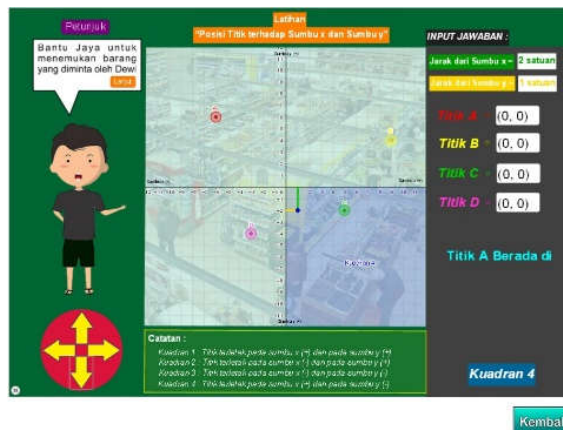 Petunjuk
Bantu Jaya untuk
menemukan barang
yang diminta oleh Dewi
Latihan
"Posisi Titik terhadap Sumbu x dan Sumbu y"
INPUT JAWABAN :
Jarak dari Sumbu x = 2 satuan
Jarak dari Sumbu y = 1 satuan
Titik A = (0, 0)
Titik B = (0, 0)
Titik C = (0, 0)
Titik D = (0, 0)
Titik A Berada di
Kuadran 4
Catatan :
Kuadran 1 : Titik terletak pada sumbu x (+) dan pada sumbu y (+)
Kuadran 2 : Titik terletak pada sumbu x (-) dan pada sumbu y (+)
Kuadran 3 : Titik terletak pada sumbu x (-) dan pada sumbu y (-)
Kuadran 4 : Titik terletak pada sumbu x (+) dan pada sumbu y (-)
Kuadran 4
Kembali